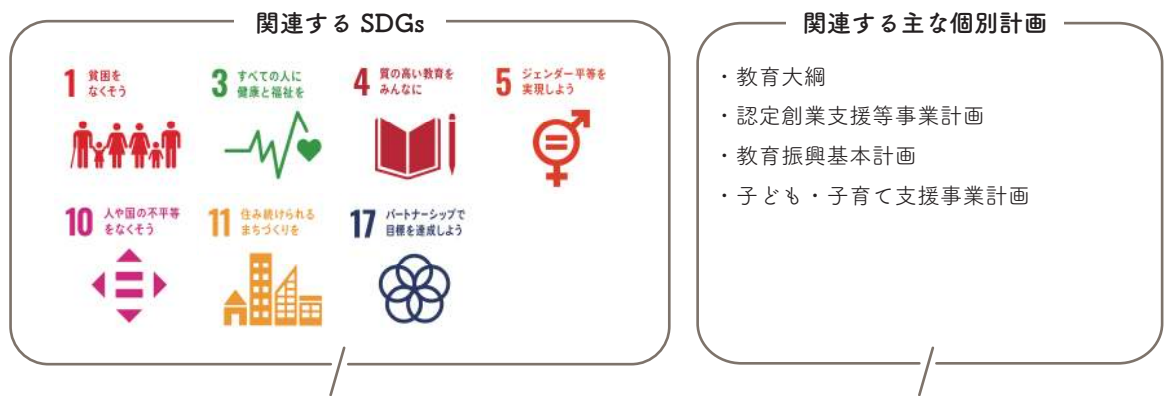 関連する SDGs
1 貧困を
なくそう
3 すべての人に
健康と福祉を
4 質の高い教育を
みんなに
5 ジェンダー平等を
実現しよう
10 人や国の不平等
をなくそう
11 住み続けられる
まちづくりを
17 パートナーシップで
目標を達成しよう
関連する主な個別計画
・教育大綱
・認定創業支援等事業計画
・教育振興基本計画
・子ども・子育て支援事業計画